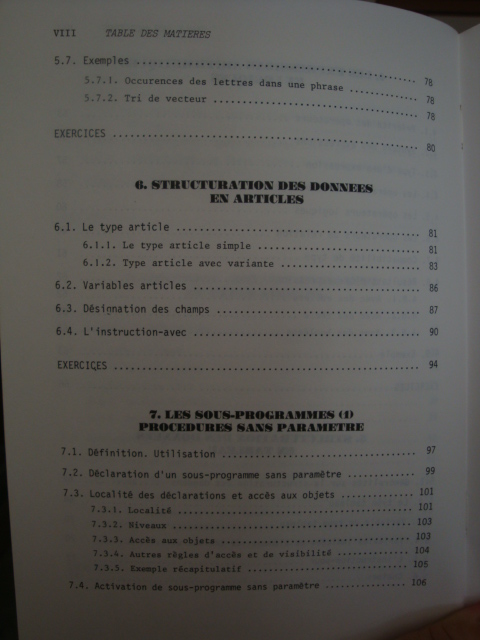 VIII TABLE DES MATIERES
5.7. Exemples ........................................ 78
5.7.1. Occurences des lettres dans une phrase ........ 78
5.7.2. Tri de vecteur ........................... 78
EXERCICES ........................................ 80
6. STRUCTURATION DES DONNEES
EN ARTICLES
6.1. Le type article ........................................ 81
6.1.1. Le type article simple ........................... 81
6.1.2. Type article avec variante ........................ 83
6.2. Variables articles ........................................ 86
6.3. Désignation des champs ................................. 87
6.4. L'instruction-avec ........................................ 90
EXERCICES ........................................ 94
7. LES SOUS-PROGRAMMES (1)
PROCEDURES SANS PARAMETRE
7.1. Définition. Utilisation ................................. 97
7.2. Déclaration d'un sous-programme sans paramètre ............ 99
7.3. Localité des déclarations et accès aux objets ............ 101
7.3.1. Localité ........................................ 101
7.3.2. Niveaux ........................................ 103
7.3.3. Accès aux objets ................................. 103
7.3.4. Autres règles d'accès et de visibilité ............ 104
7.3.5. Exemple récapitulatif ........................... 105
7.4. Activation de sous-programme sans paramètre ............... 106